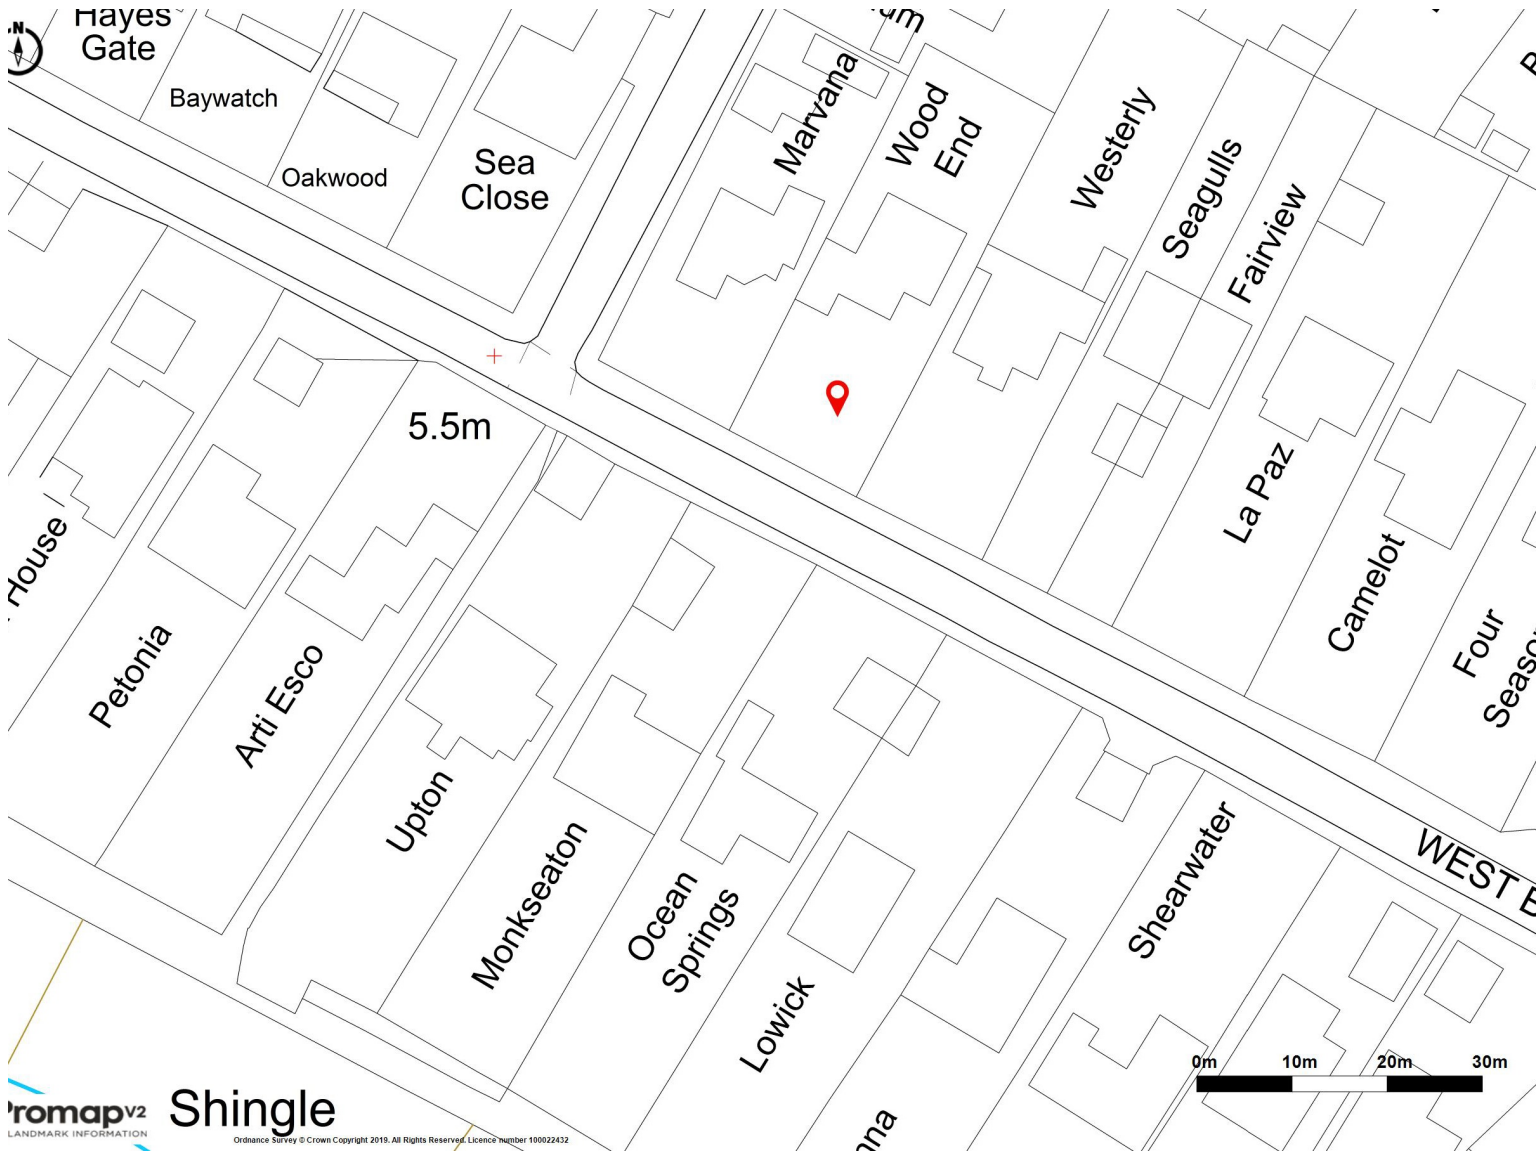 N
Hayes
Gate
Baywatch
Oakwood
Sea
Close
Marvana
Wood
End
Westerly
Seagulls
Fairview
La Paz
Camelot
Four
5.5m
House
Petonia
Arti Esco
Upton
Monkseaton
Ocean
Springs
Lowick
Shearwater
WEST
0m 10m 20m 30m
Shingle
Promap V2
LANDMARK INFORMATION
Ordnance Survey © Crown Copyright 2019. All Rights Reserved. Licence number 100022432